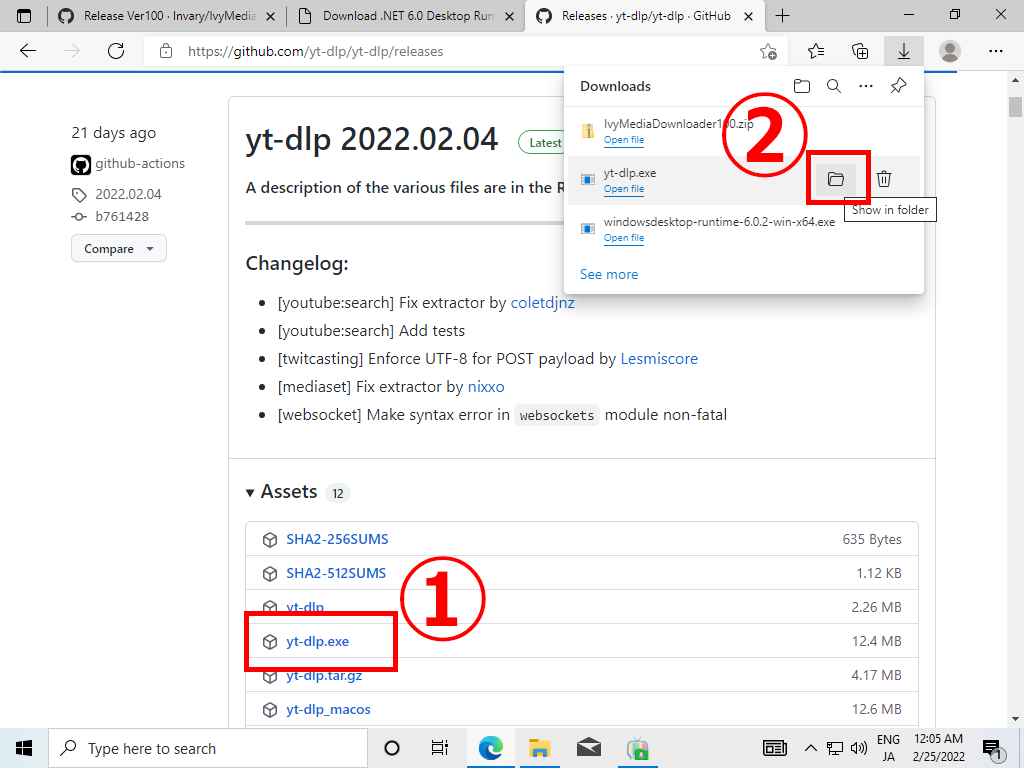 Release Ver100 · Invary/IvyMedia
Download .NET 6.0 Desktop Run
Releases · yt-dlp/yt-dlp · GitHub
https://github.com/yt-dlp/yt-dlp/releases
Downloads
IvyMediaDownloader100.zip
Open file
2
yt-dlp.exe
Open file
Show in folder
windowsdesktop-runtime-6.0.2-win-x64.exe
Open file
See more
21 days ago
github-actions
2022.02.04
b761428
Compare
yt-dlp 2022.02.04
Latest
A description of the various files are in the R
Changelog:
• [youtube:search] Fix extractor by coletdjnz
• [youtube:search] Add tests
• [twitcasting] Enforce UTF-8 for POST payload by Lesmiscore
• [mediaset] Fix extractor by nixxo
• [websocket] Make syntax error in websockets module non-fatal
Assets 12
SHA2-256SUMS 635 Bytes
SHA2-512SUMS 1.12 KB
1
yt-dlp 2.26 MB
yt-dlp.exe 12.4 MB
yt-dlp.tar.gz 4.17 MB
yt-dlp_macos 12.6 MB
Type here to search
ENG
JA
12:05 AM
2/25/2022
1